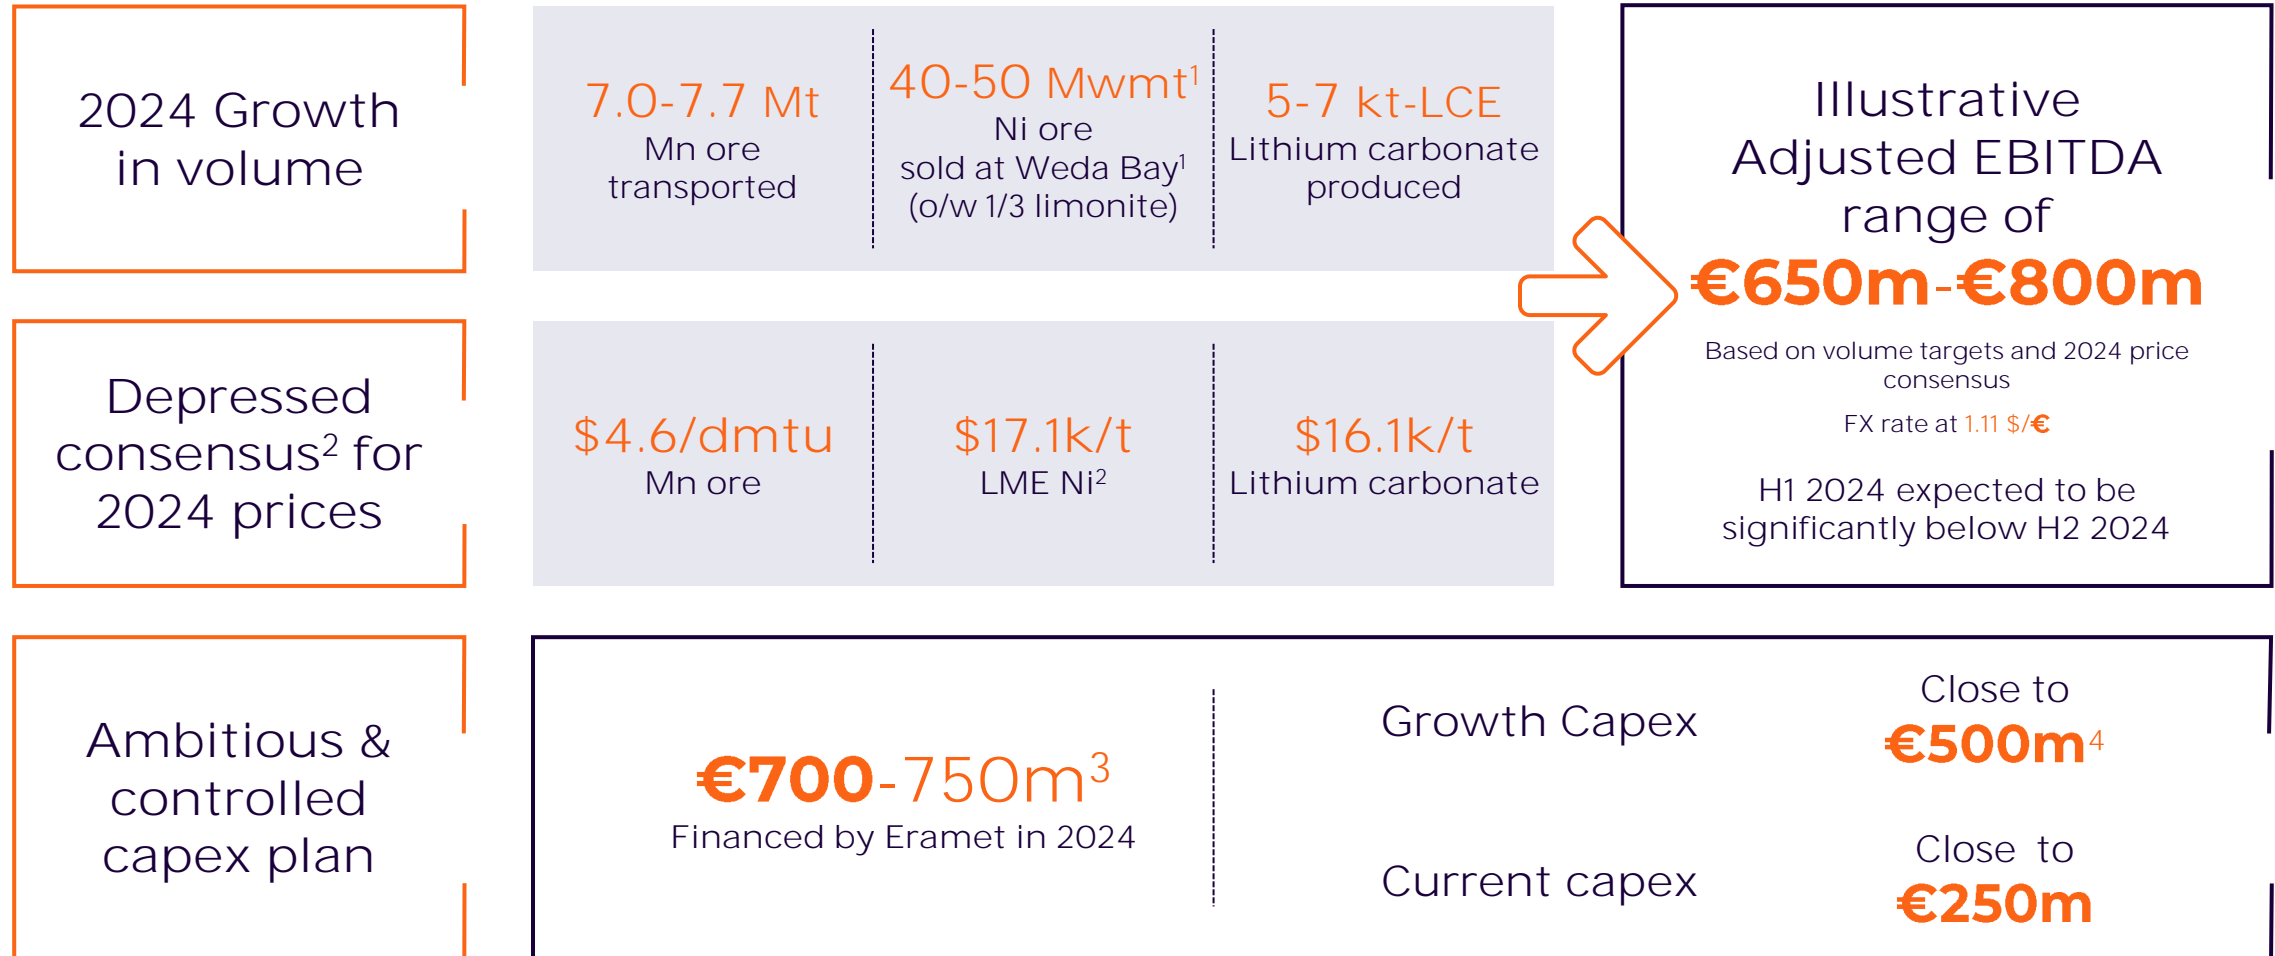 2024 Growth
in volume
7.0-7.7 Mt
Mn ore
transported
40-50 Mwmt¹
Ni ore
sold at Weda Bay¹
(o/w 1/3 limonite)
5-7 kt-LCE
Lithium carbonate
produced
Illustrative
Adjusted EBITDA
range of
€650m-€800m
Based on volume targets and 2024 price
consensus
FX rate at 1.11 $/€
H1 2024 expected to be
significantly below H2 2024
Depressed
consensus² for
2024 prices
$4.6/dmtu
Mn ore
$17.1k/t
LME Ni²
$16.1k/t
Lithium carbonate
Ambitious &
controlled
capex plan
€700-750m³
Financed by Eramet in 2024
Growth Capex
Close to
€500m⁴
Current capex
Close to
€250m